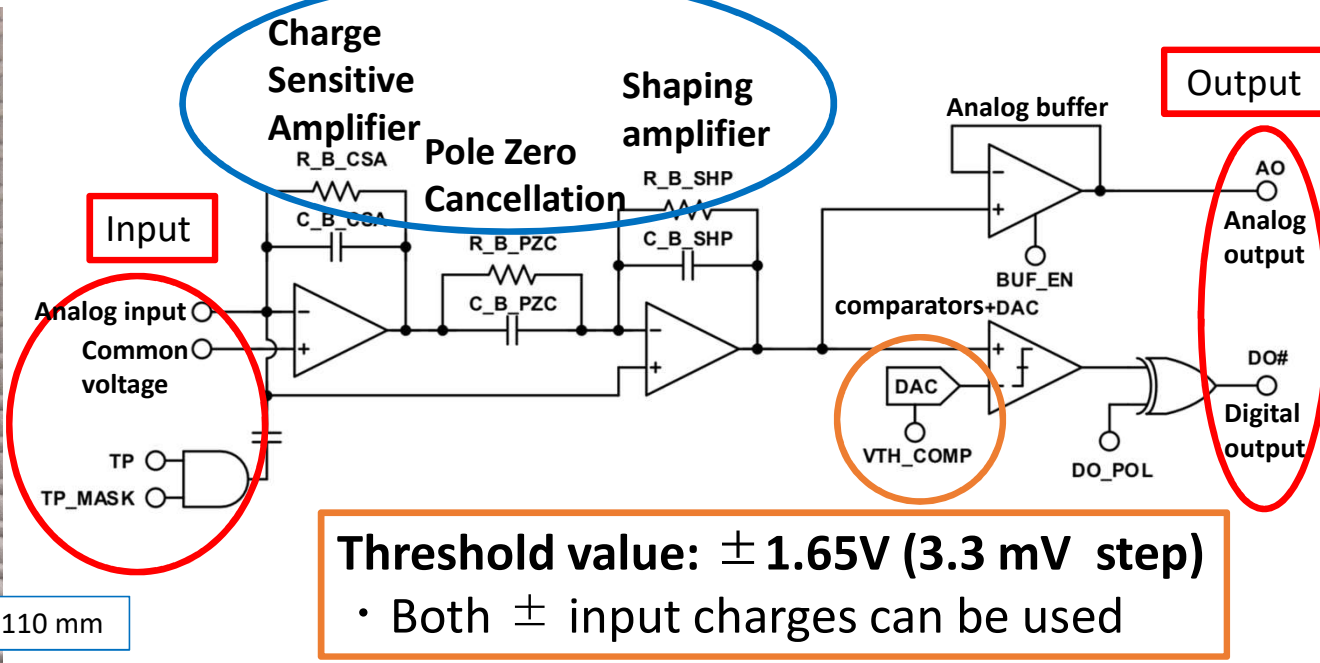 Charge
Sensitive
Amplifier
Pole Zero
Cancellation
Shaping
amplifier
Analog buffer
Output
R_B_CSA
C_B_CSA
R_B_PZC
C_B_PZC
R_B_SHP
C_B_SHP
Input
Analog input
Common
voltage
TP
TP_MASK
−
+
−
+
−
+
BUF_EN
comparators+DAC
+
−
DAC
VTH_COMP
DO_POL
AO
Analog
output
DO#
Digital
output
Threshold value: ±1.65V (3.3 mV step)
・Both ± input charges can be used
110 mm